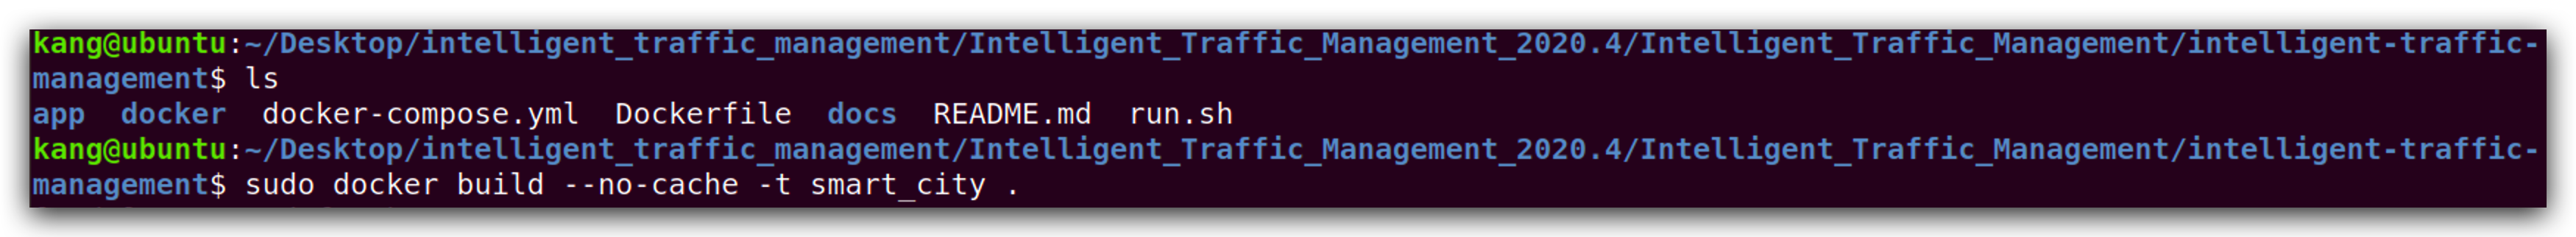 kang@ubuntu:~/Desktop/intelligent_traffic_management/Intelligent_Traffic_Management_2020.4/Intelligent_Traffic_Management/intelligent-traffic-
management$ ls
app  docker  docker-compose.yml  Dockerfile  docs  README.md  run.sh
kang@ubuntu:~/Desktop/intelligent_traffic_management/Intelligent_Traffic_Management_2020.4/Intelligent_Traffic_Management/intelligent-traffic-
management$ sudo docker build --no-cache -t smart_city .